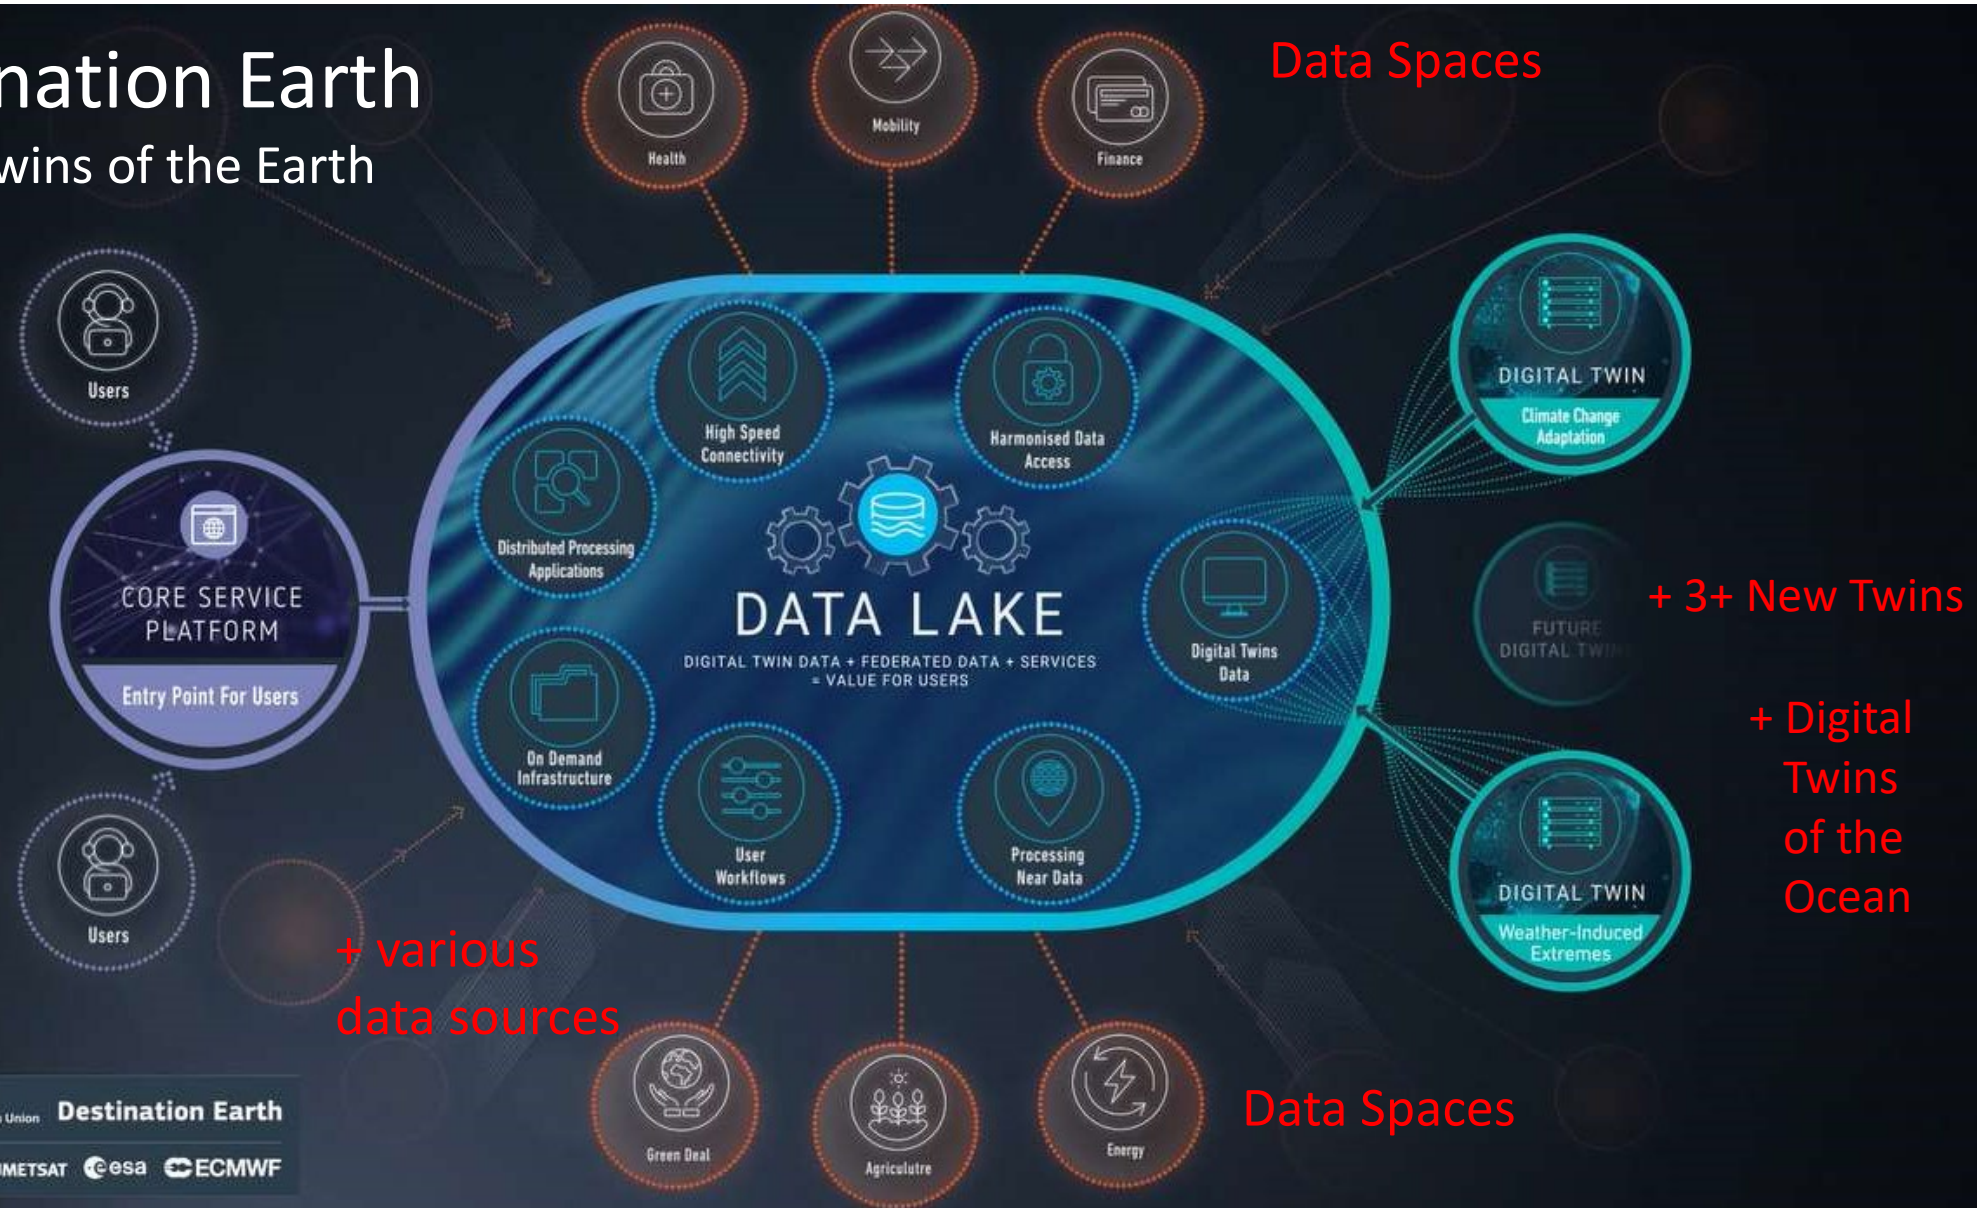 nation Earth
wins of the Earth
Data Spaces
Health
Mobility
Finance
Users
High Speed
Connectivity
Harmonised Data
Access
DIGITAL TWIN
Climate Change
Adaptation
Distributed Processing
Applications
CORE SERVICE
PLATFORM
Entry Point For Users
DATA LAKE
DIGITAL TWIN DATA + FEDERATED DATA + SERVICES
= VALUE FOR USERS
Digital Twins
Data
FUTURE
DIGITAL TWIN
+ 3+ New Twins
+ Digital
Twins
of the
Ocean
On Demand
Infrastructure
User
Workflows
Processing
Near Data
DIGITAL TWIN
Weather-Induced
Extremes
Users
+ various
data sources
Green Deal
Agriculutre
Energy
Data Spaces
Union Destination Earth
UMETSAT esa ECMWF